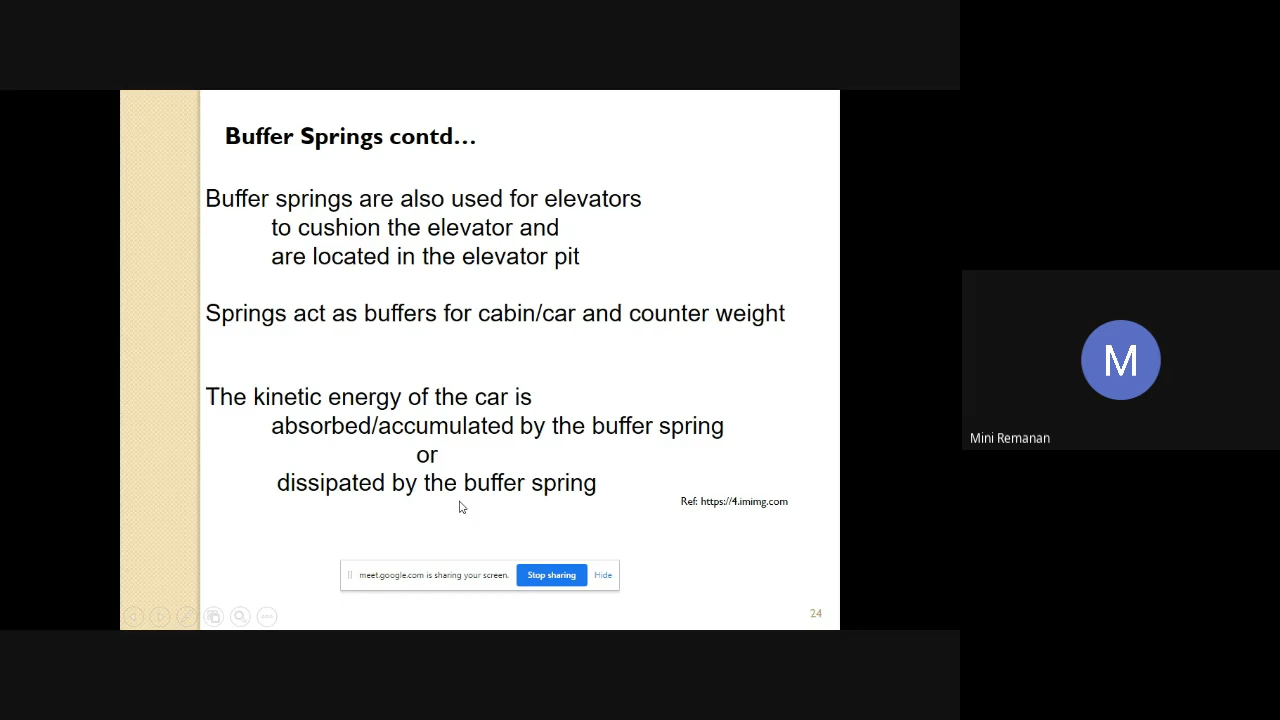 Buffer Springs contd...
Buffer springs are also used for elevators
to cushion the elevator and
are located in the elevator pit
Springs act as buffers for cabin/car and counter weight
The kinetic energy of the car is
absorbed/accumulated by the buffer spring
or
dissipated by the buffer spring
Ref: https://4.imimg.com
meet.google.com is sharing your screen. Stop sharing Hide
24
M
Mini Remanan